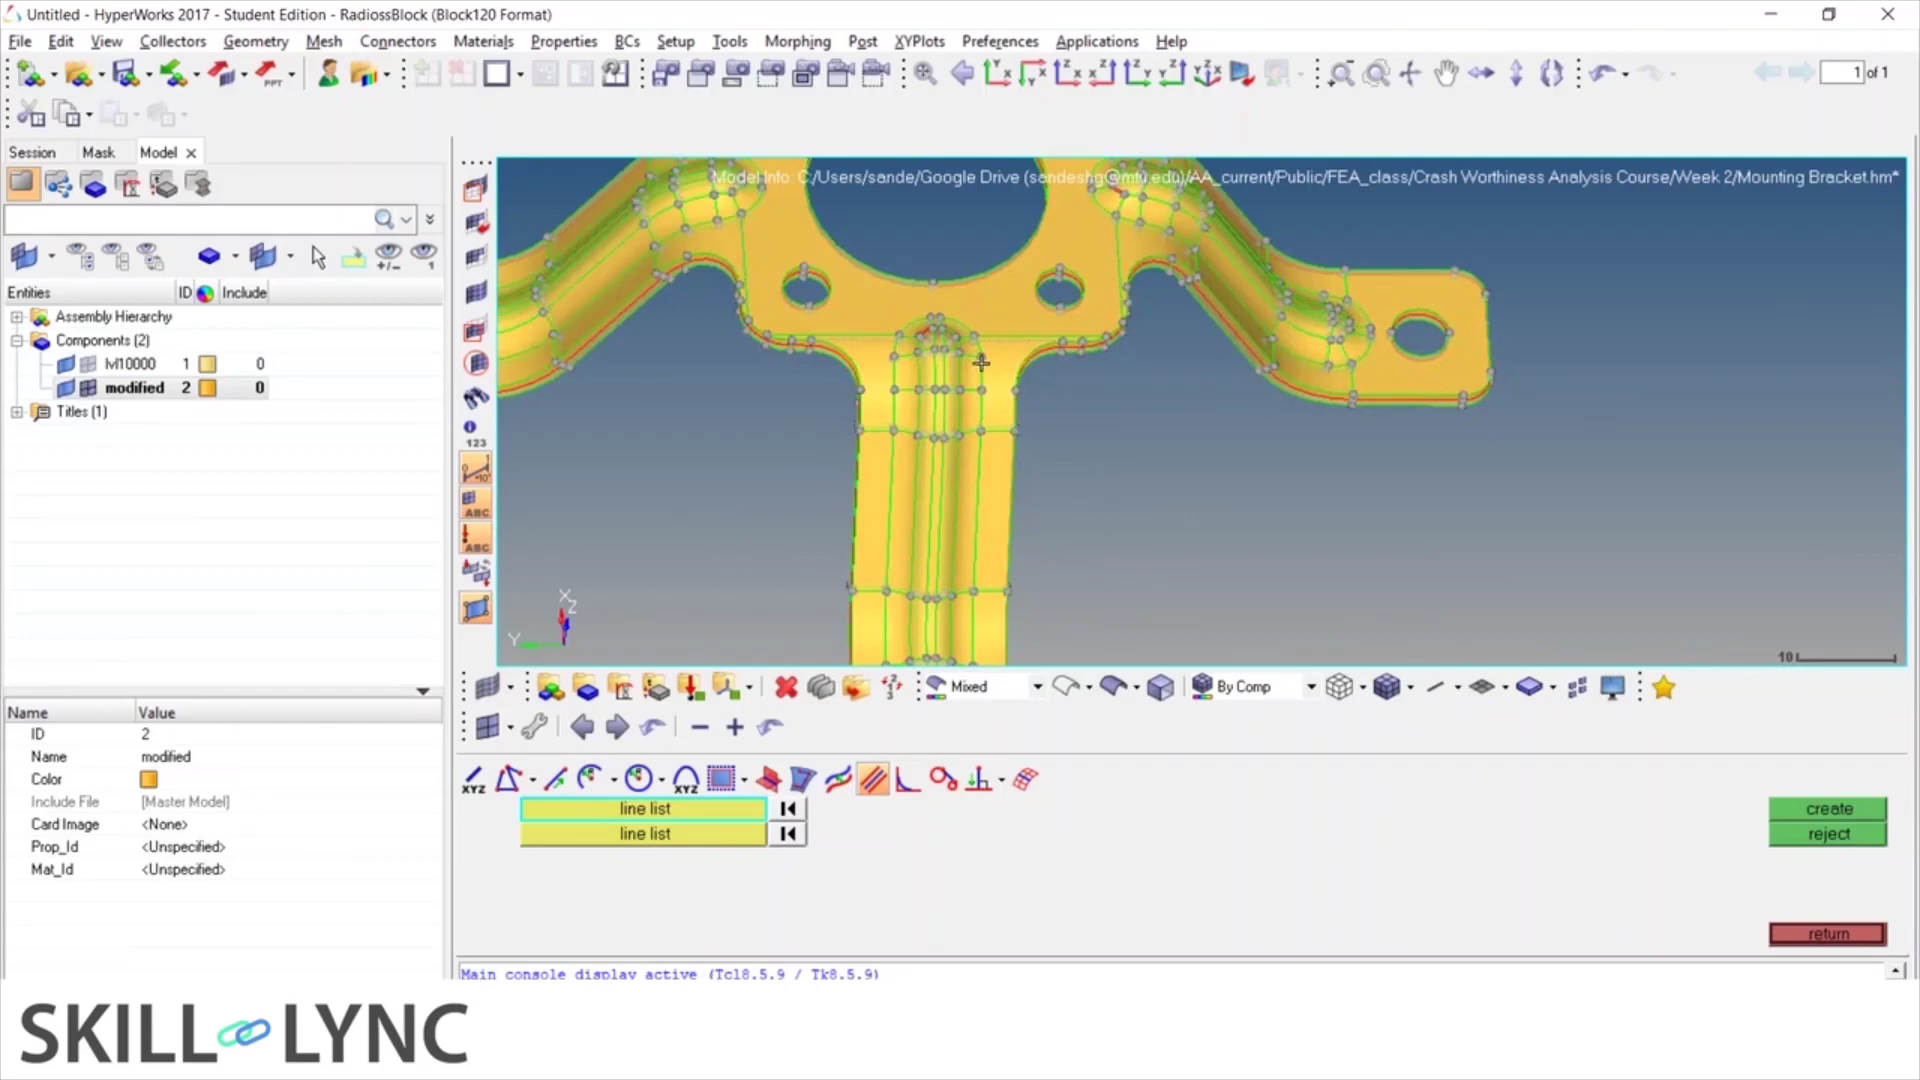 Untitled - HyperWorks 2017 - Student Edition - RadiossBlock (Block120 Format)
File Edit View Collectors Geometry Mesh Connectors Materials Properties BCs Setup Tools Morphing Post XYPlots Preferences Applications Help
1 of 1
Session Mask Model
Entities ID Include
Assembly Hierarchy
Components (2)
lvl10000 1 0
modified 2 0
Titles (1)
Model Info: C:/Users/sande/Google Drive (sandeshg@mtu.edu)/AA_current/Public/FEA_class/Crash Worthiness Analysis Course/Week 2/Mounting Bracket.hm*
123
ABC
ABC
X
Z
Y
10
Name Value
ID 2
Name modified
Color
Include File [Master Model]
Card Image <None>
Prop_Id <Unspecified>
Mat_Id <Unspecified>
Mixed
By Comp
XYZ
XYZ
line list
line list
create
reject
return
Main console display active (Tcl8.5.9 / Tk8.5.9)
SKILL LYNC